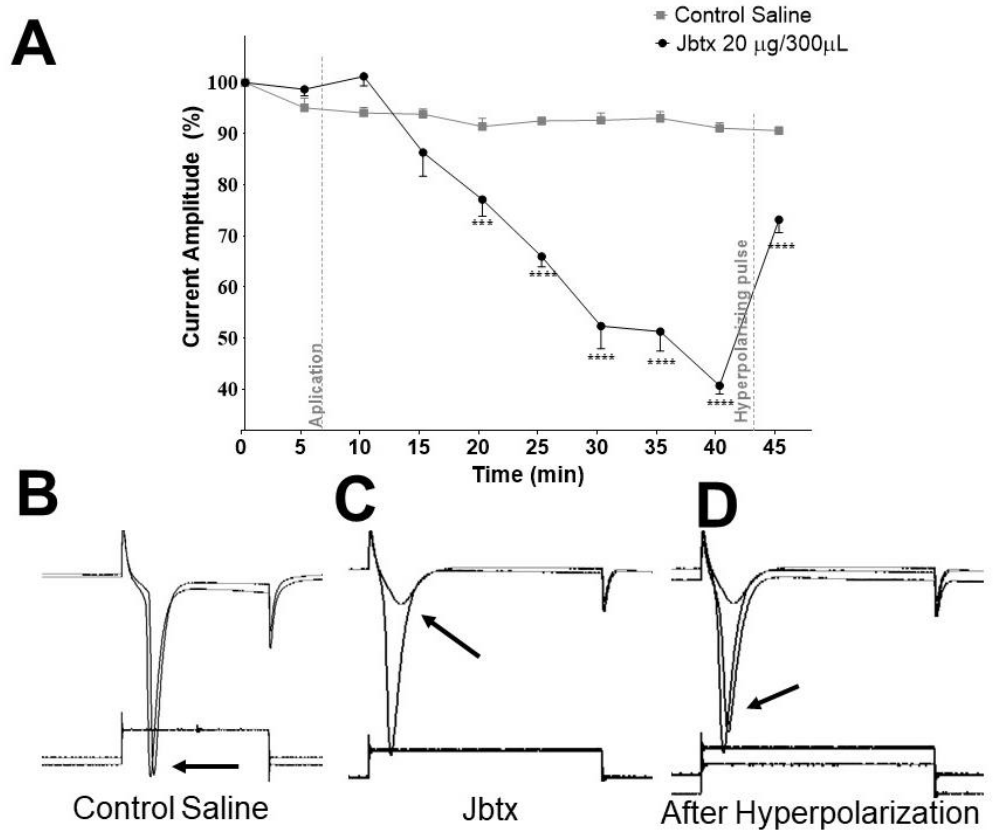 A
Control Saline
Jbtx 20 μg/300μL
Current Amplitude (%)
100
90
80
70
60
50
40
Aplication
Hyperpolarizing pulse
***
****
****
****
****
****
0 5 10 15 20 25 30 35 40 45
Time (min)
B
C
D
Control Saline
Jbtx
After Hyperpolarization